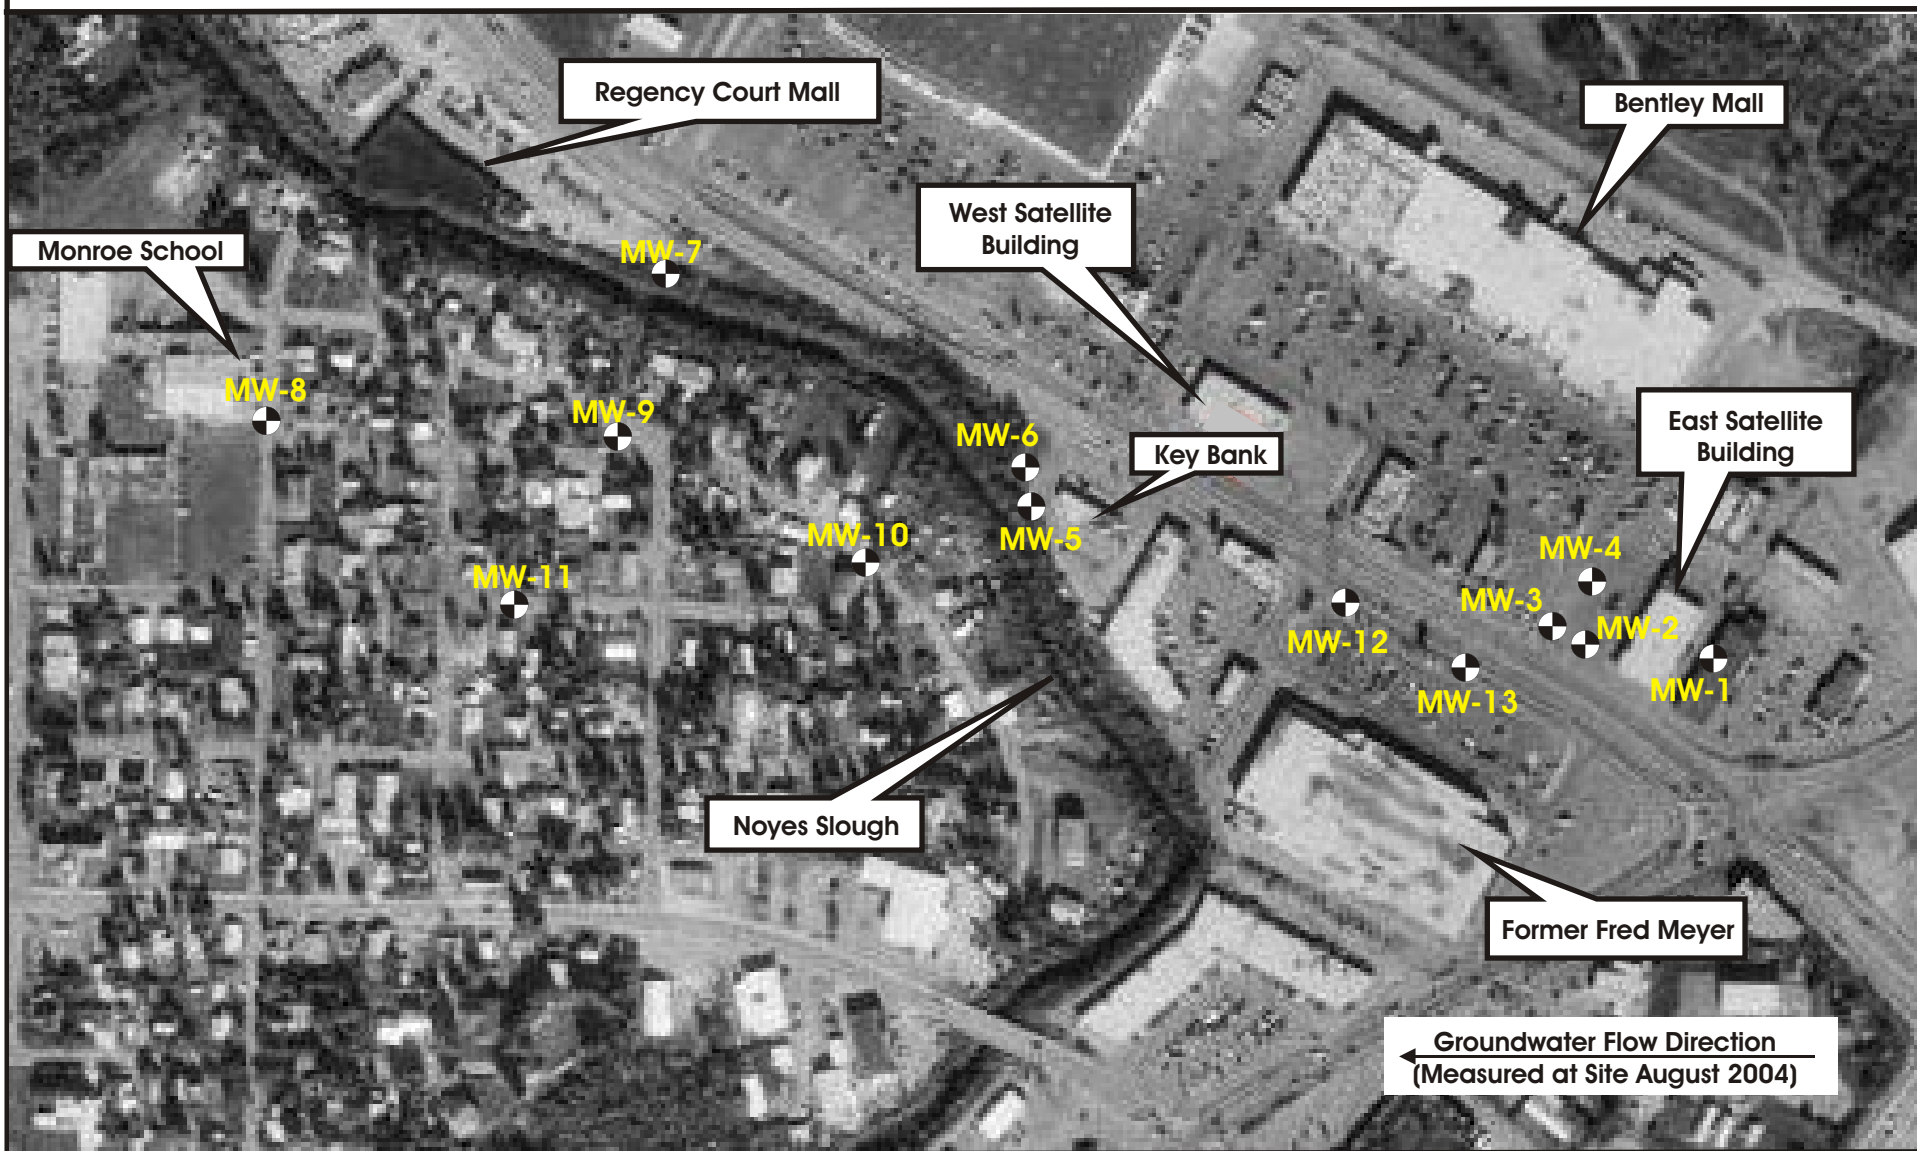 Regency Court Mall
Bentley Mall
West Satellite
Building
Monroe School
MW-7
MW-8
MW-9
MW-6
Key Bank
East Satellite
Building
MW-5
MW-10
MW-4
MW-11
MW-3
MW-2
MW-12
MW-1
MW-13
Noyes Slough
Former Fred Meyer
Groundwater Flow Direction
(Measured at Site August 2004)